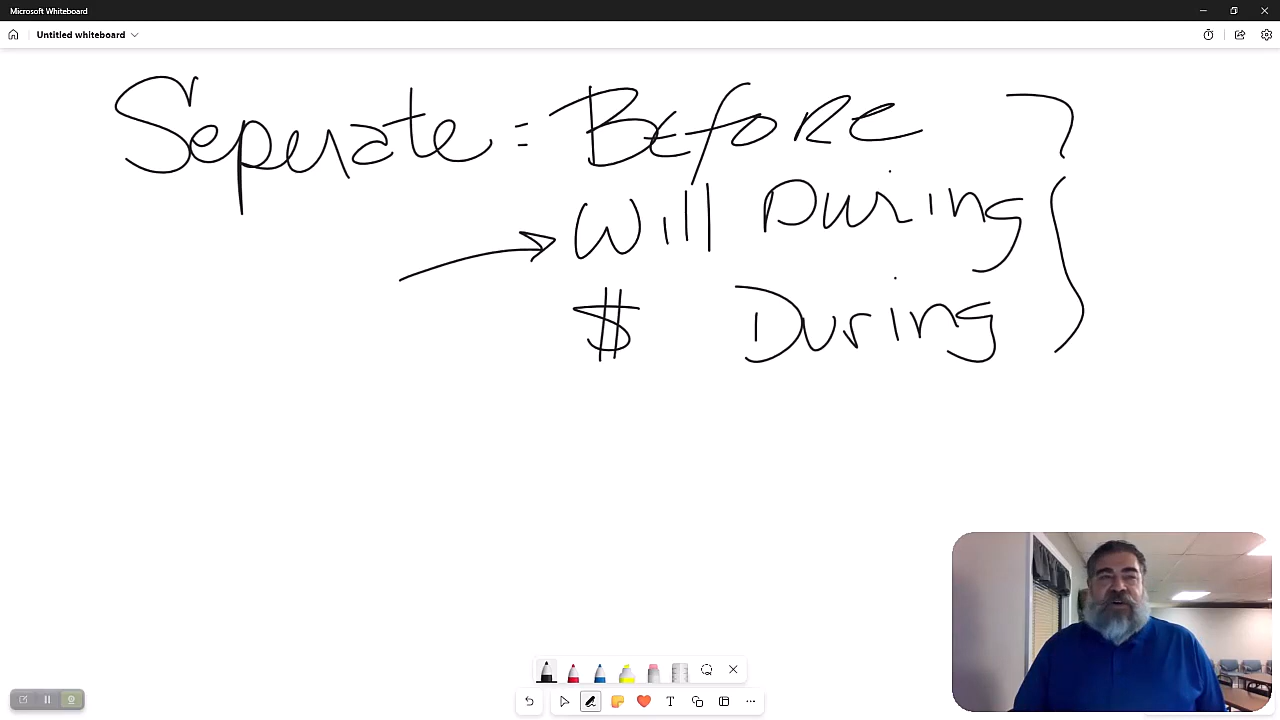 Microsoft Whiteboard
Untitled whiteboard
Seperate = Before
Will During
$ During
T